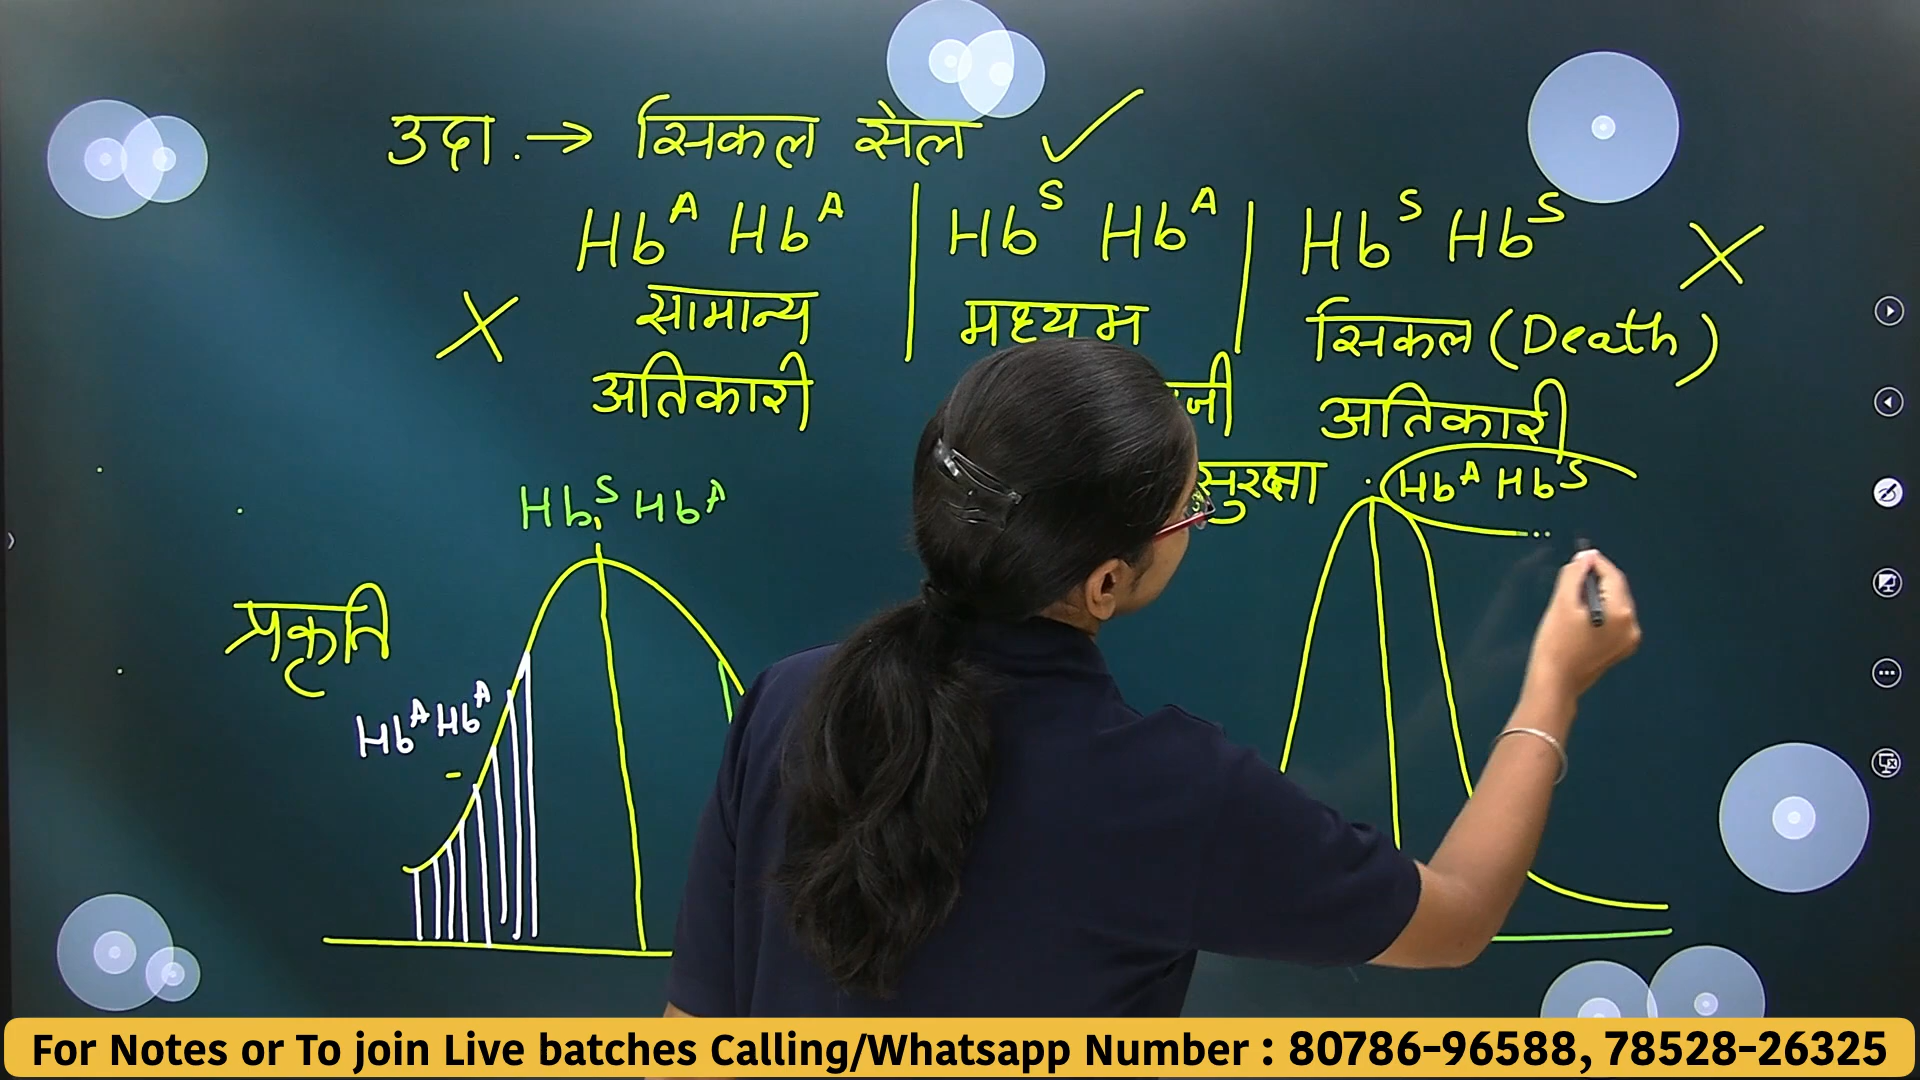 उदा. → सिकल सेल ✓
Hb^A Hb^A | Hb^S Hb^A | Hb^S Hb^S X
X सामान्य मध्यम सिकल (Death)
अतिकारी अतिकारी
सुरक्षा Hb^A Hb^S
Hb^S Hb^A
प्रकृति
Hb^A Hb^A
For Notes or To join Live batches Calling/Whatsapp Number : 80786-96588, 78528-26325